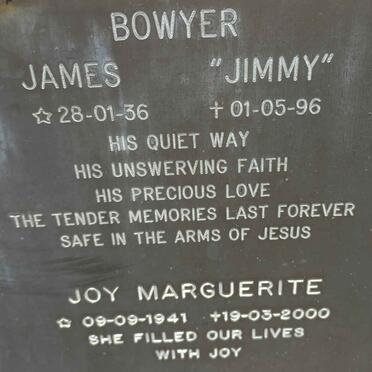 BOWYER
JAMES "JIMMY"
☆ 28-01-36 ✝ 01-05-96
HIS QUIET WAY
HIS UNSWERVING FAITH
HIS PRECIOUS LOVE
THE TENDER MEMORIES LAST FOREVER
SAFE IN THE ARMS OF JESUS
JOY MARGUERITE
☆ 09-09-1941 ✝19-03-2000
SHE FILLED OUR LIVES
WITH JOY